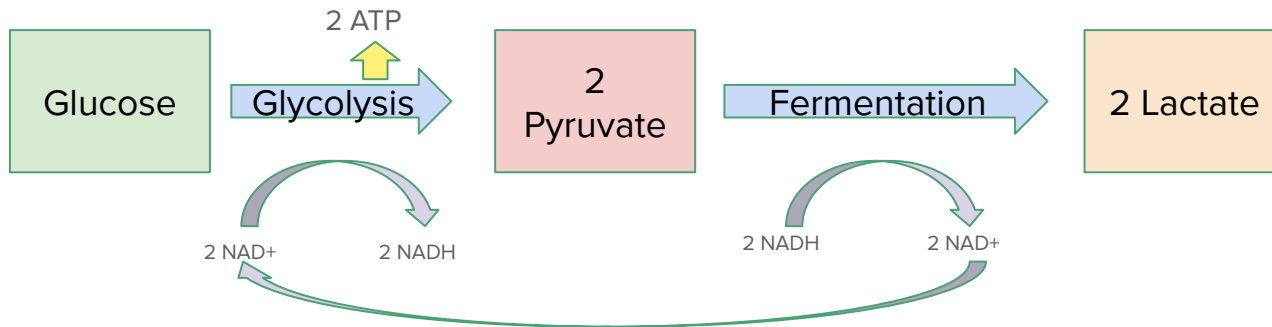 2 ATP
Glucose
Glycolysis
2
Pyruvate
Fermentation
2 Lactate
2 NAD+
2 NADH
2 NADH
2 NAD+